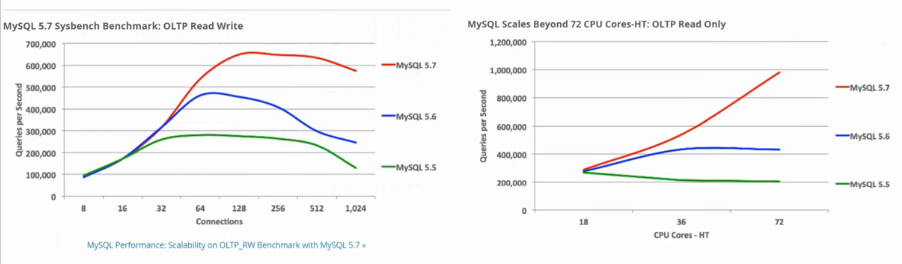 MySQL 5.7 Sysbench Benchmark: OLTP Read Write
700,000
600,000
500,000
400,000
300,000
200,000
100,000
0
Queries per Second
8 16 32 64 128 256 512 1,024
Connections
MySQL 5.7
MySQL 5.6
MySQL 5.5
MySQL Performance: Scalability on OLTP_RW Benchmark with MySQL 5.7 »
MySQL Scales Beyond 72 CPU Cores-HT: OLTP Read Only
1,200,000
1,000,000
800,000
600,000
400,000
200,000
0
Queries per Second
18 36 72
CPU Cores - HT
MySQL 5.7
MySQL 5.6
MySQL 5.5